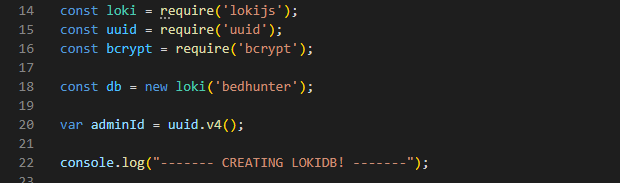 14 const loki = require('lokijs');
15 const uuid = require('uuid');
16 const bcrypt = require('bcrypt');
17
18 const db = new loki('bedhunter');
19
20 var adminId = uuid.v4();
21
22 console.log("------- CREATING LOKIDB! -------");
23